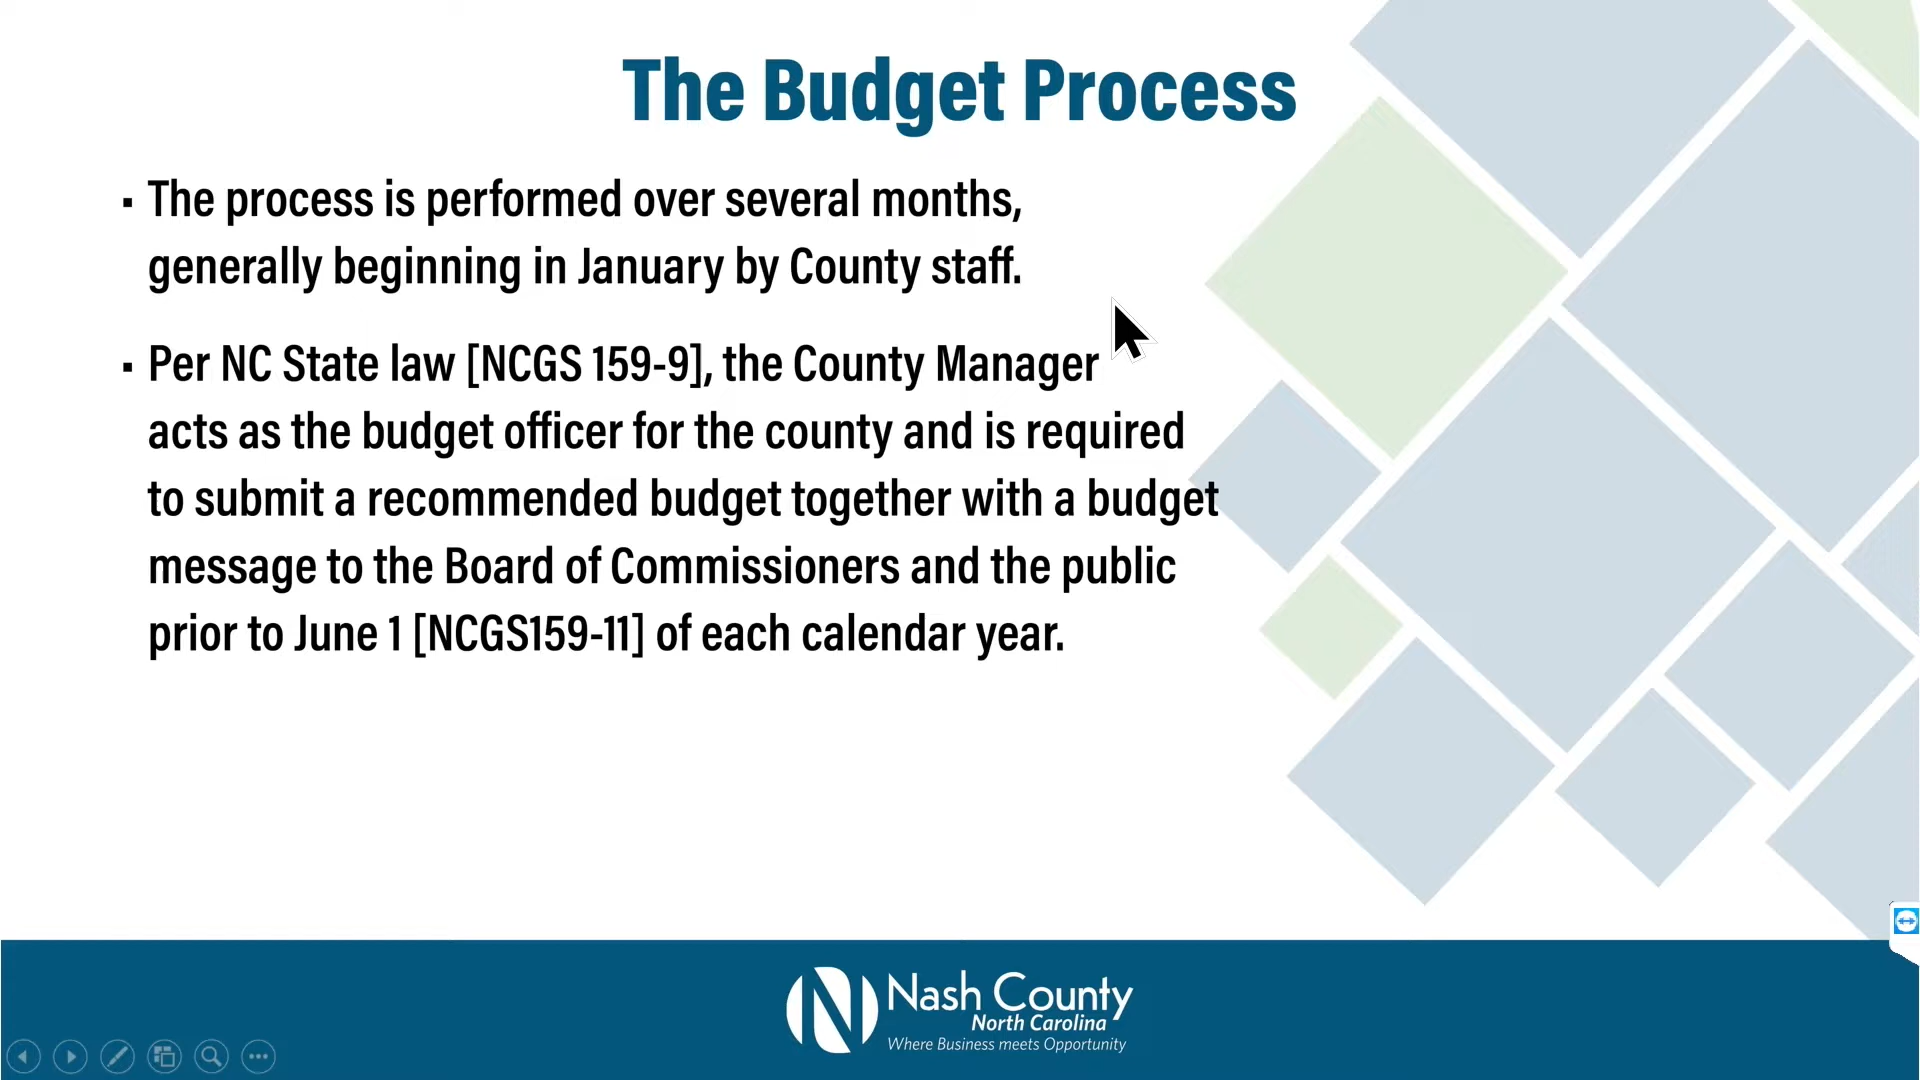 The Budget Process
▪ The process is performed over several months,
generally beginning in January by County staff.
▪ Per NC State law [NCGS 159-9], the County Manager
acts as the budget officer for the county and is required
to submit a recommended budget together with a budget
message to the Board of Commissioners and the public
prior to June 1 [NCGS159-11] of each calendar year.
N Nash County
North Carolina
Where Business meets Opportunity